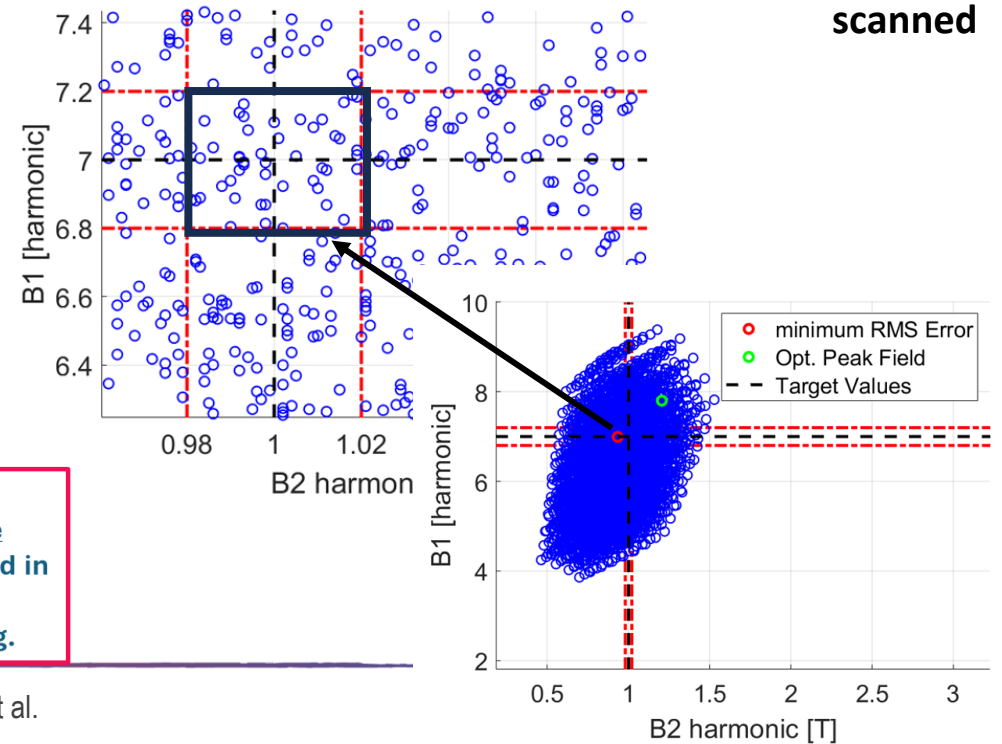 scanned
7.4
7.2
7
6.8
6.6
6.4
B1 [harmonic]
0.98
1
1.02
B2 harmon
d in
g.
t al.
10
8
6
4
2
B1 [harmonic]
minimum RMS Error
Opt. Peak Field
Target Values
0.5
1
1.5
2
2.5
3
B2 harmonic [T]